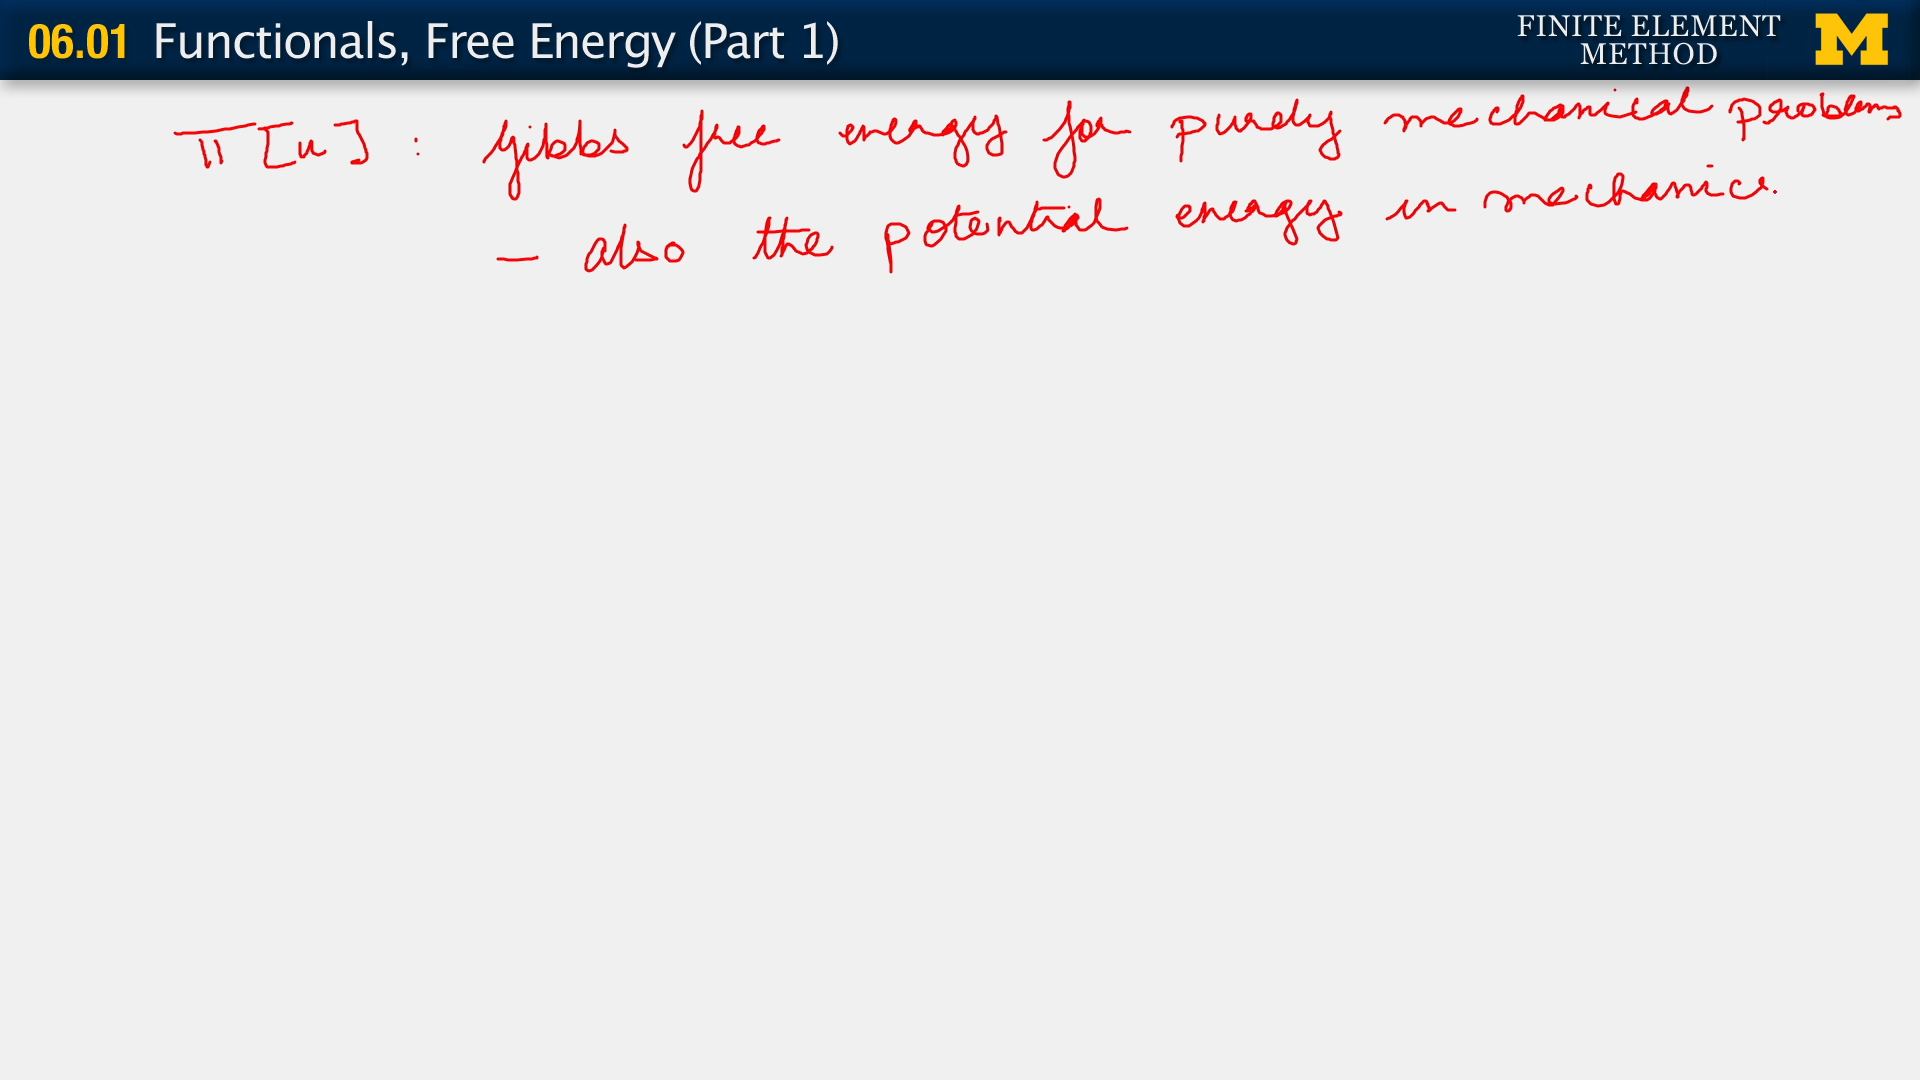 06.01 Functionals, Free Energy (Part 1)
FINITE ELEMENT
METHOD
M
Π[u] : Gibbs free energy for purely mechanical problems
– also the potential energy in mechanics.